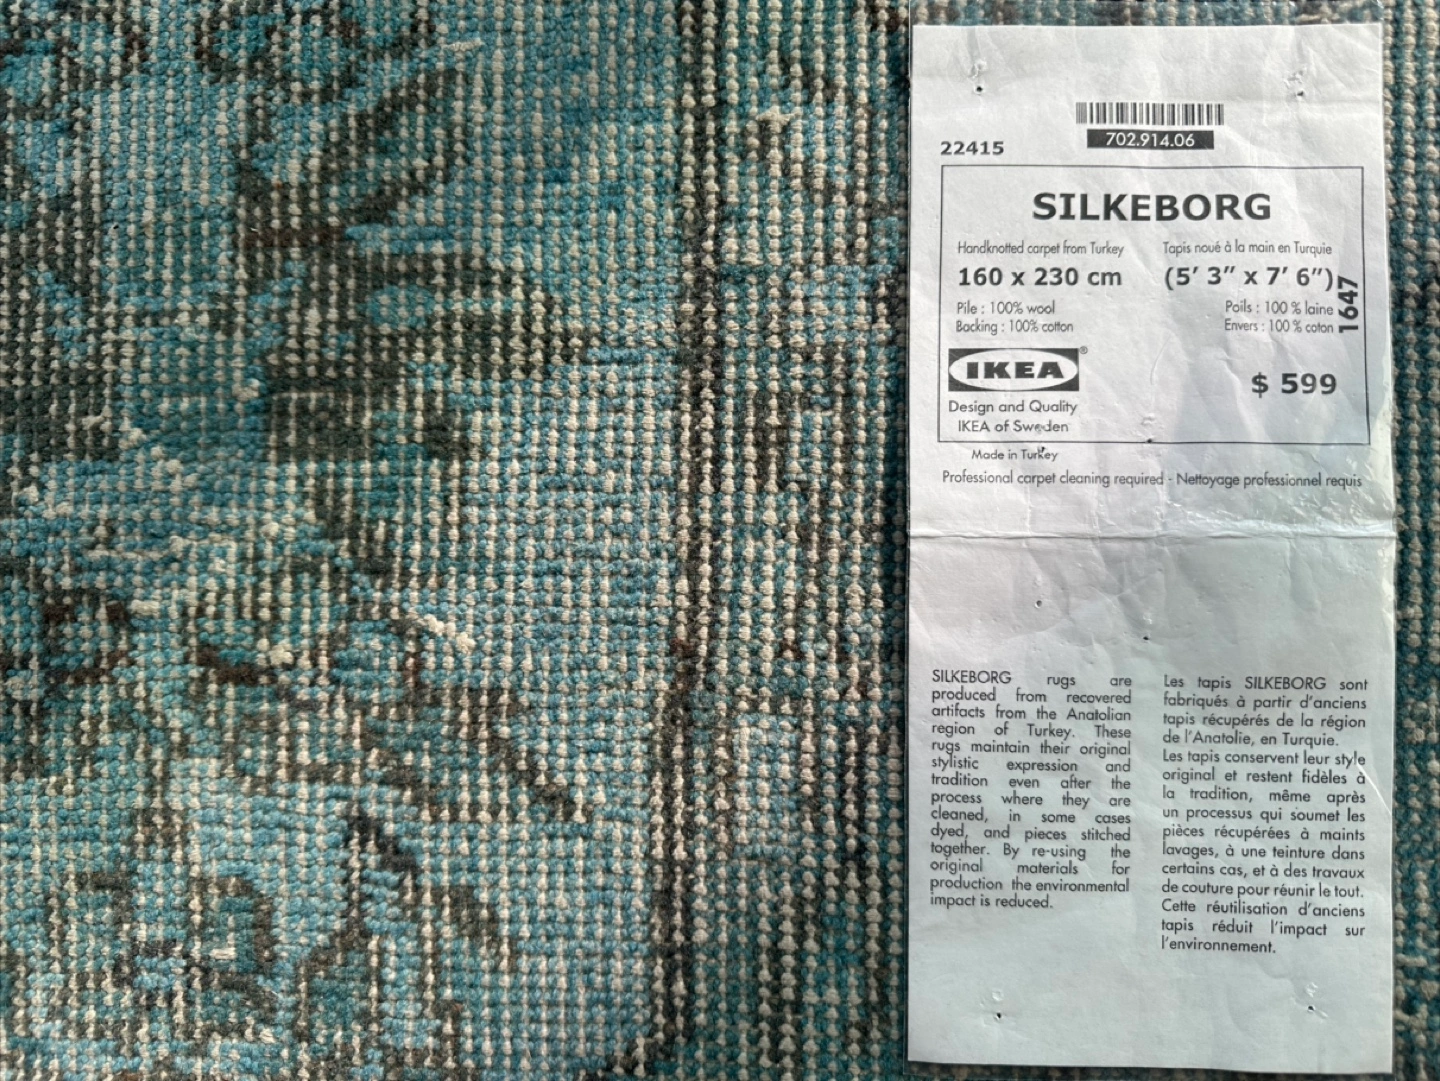 702.914.06
22415
SILKEBORG
Handknotted carpet from Turkey
Tapis noué à la main en Turquie
160 x 230 cm
(5' 3" x 7' 6")
1647
Pile : 100% wool
Poils : 100 % laine
Backing : 100% cotton
Envers : 100 % coton
IKEA®
$ 599
Design and Quality
IKEA of Sweden
Made in Turkey
Professional carpet cleaning required - Nettoyage professionnel requis
SILKEBORG rugs are
produced from recovered
artifacts from the Anatolian
region of Turkey. These
rugs maintain their original
stylistic expression and
tradition even after the
process where they are
cleaned, in some cases
dyed, and pieces stitched
together. By re-using the
original materials for
production the environmental
impact is reduced.
Les tapis SILKEBORG sont
fabriqués à partir d'anciens
tapis récupérés de la région
de l'Anatolie, en Turquie.
Les tapis conservent leur style
original et restent fidèles à
la tradition, même après
un processus qui soumet les
pièces récupérées à maints
lavages, à une teinture dans
certains cas, et à des travaux
de couture pour réunir le tout.
Cette réutilisation d'anciens
tapis réduit l'impact sur
l'environnement.